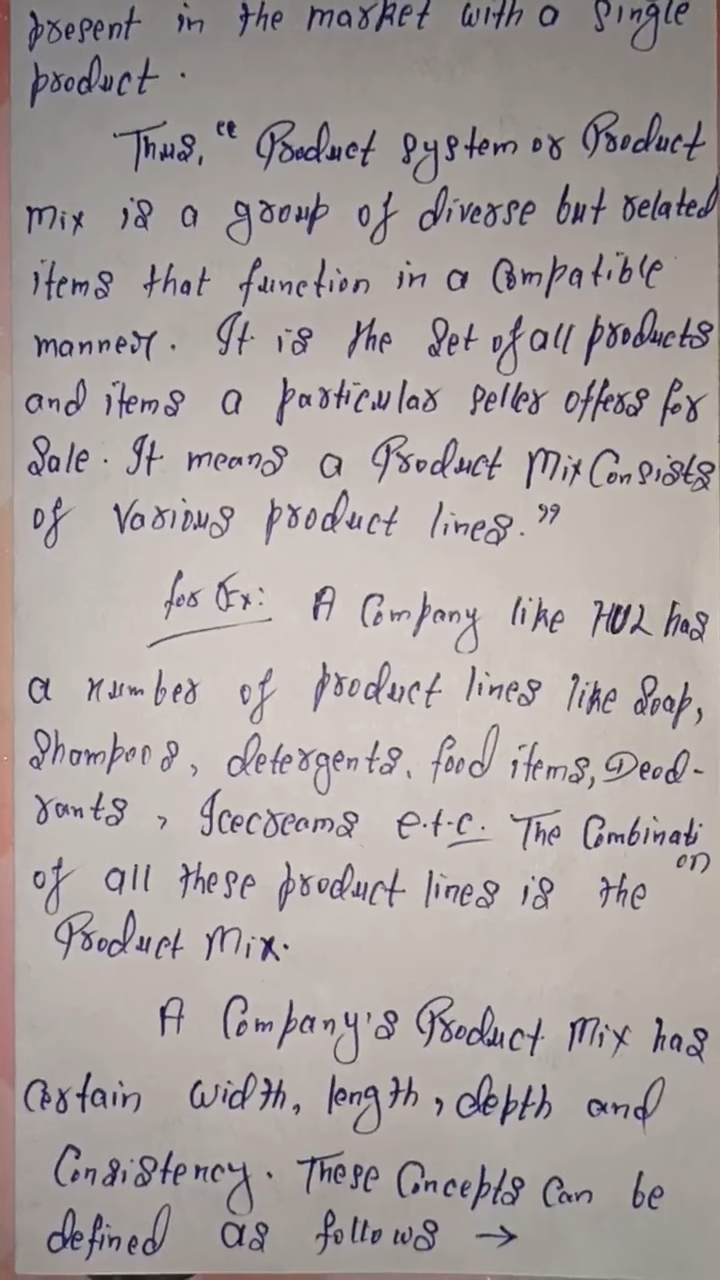 present in the market with a single
product.
Thus, "Product system or Product
mix is a group of diverse but related
items that function in a Compatible
manner. It is the Set of all products
and items a particular seller offers for
Sale. It means a Product Mix Consists
of Various product lines."
for Ex: A Company like HUL has
a number of product lines like Soap,
Shampoos, detergents, food items, Deod-
rants, Icecreams e.t.c. The Combinati
on
of all these product lines is the
Product Mix.
A Company's Product Mix has
Certain width, length, depth and
Consistency. These Concepts Can be
defined as follows →